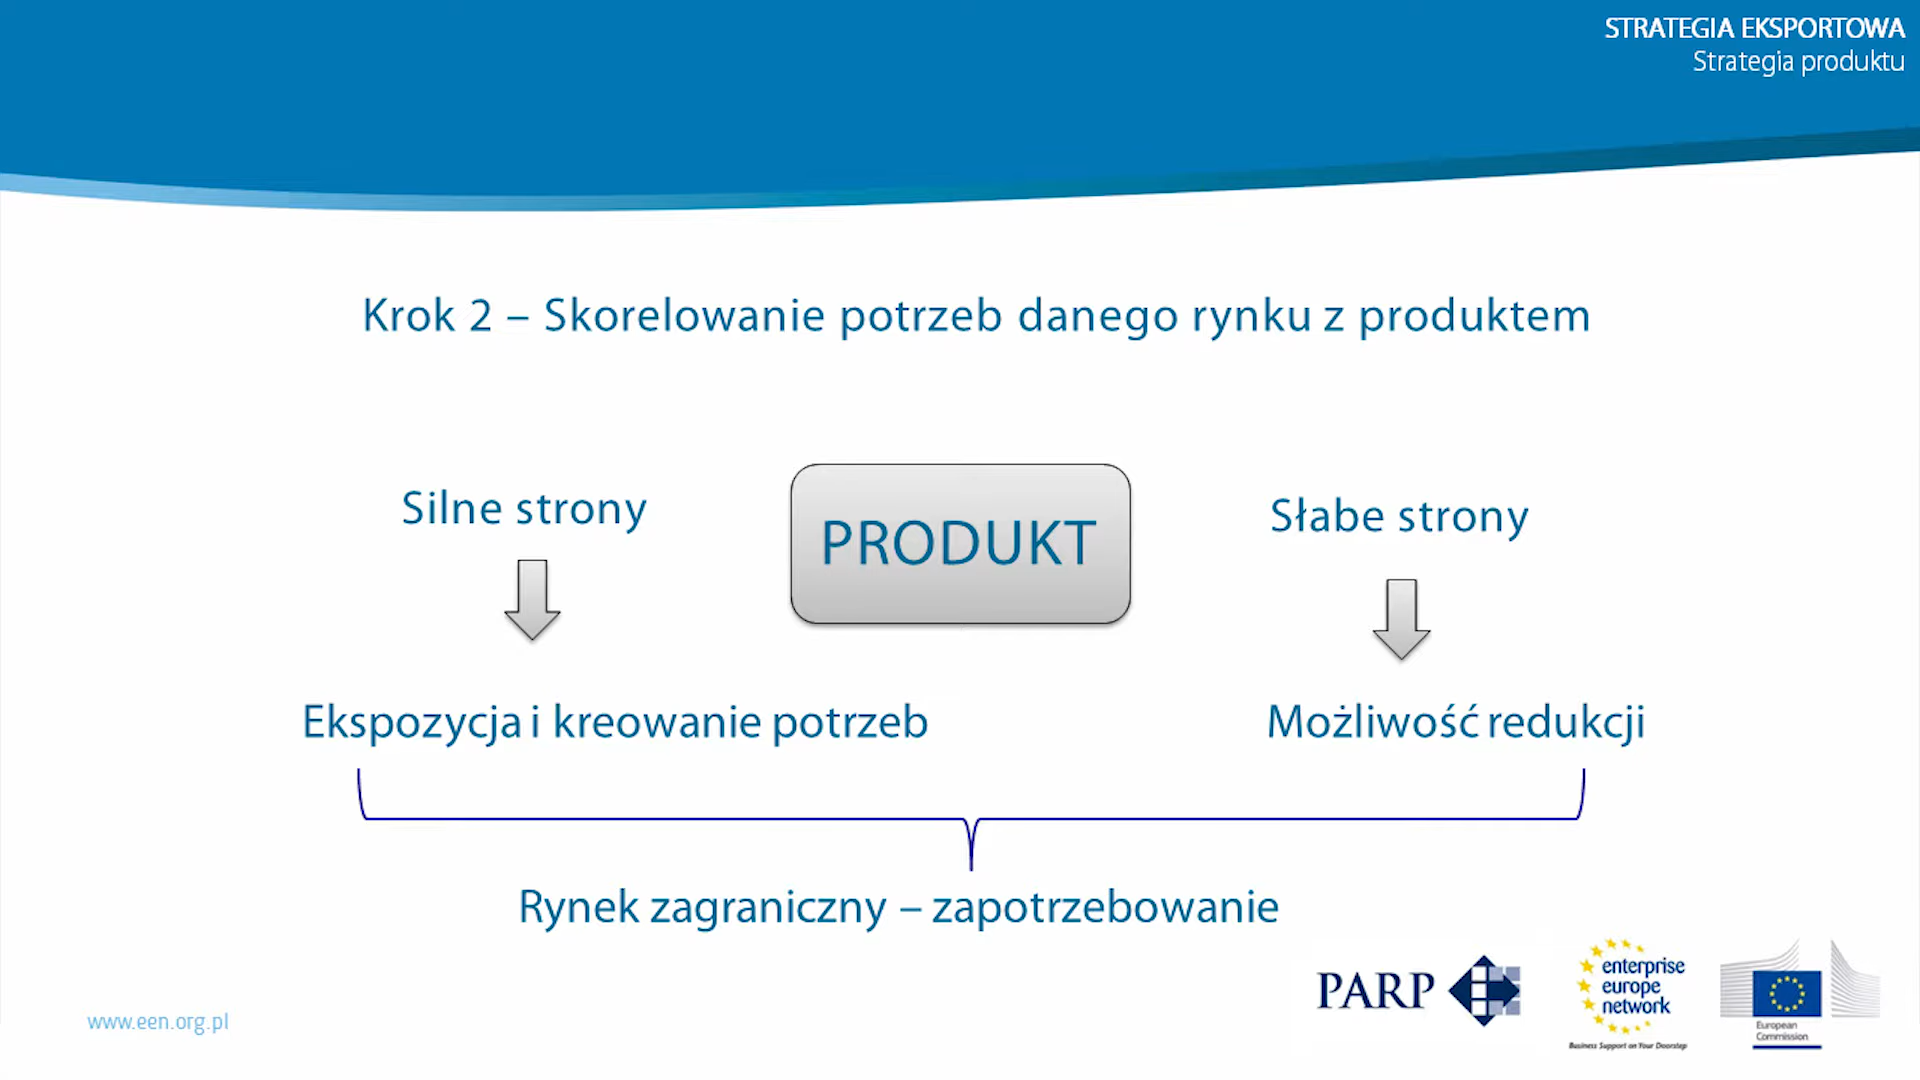 STRATEGIA EKSPORTOWA
Strategia produktu
Krok 2 – Skorelowanie potrzeb danego rynku z produktem
Silne strony
PRODUKT
Słabe strony
Ekspozycja i kreowanie potrzeb
Możliwość redukcji
Rynek zagraniczny – zapotrzebowanie
www.een.org.pl
PARP
enterprise
europe
network
Business Support on Your Doorstep
European
Commission